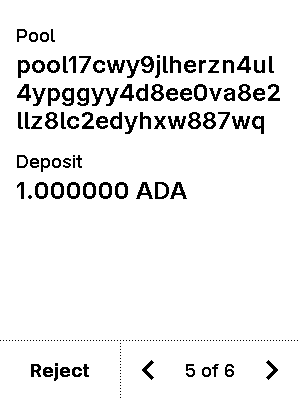 Pool
pool17cwy9jlherzn4ul
4ypggyy4d8ee0va8e2
llz8lc2edyhxw887wq
Deposit
1.000000 ADA
Reject
5 of 6